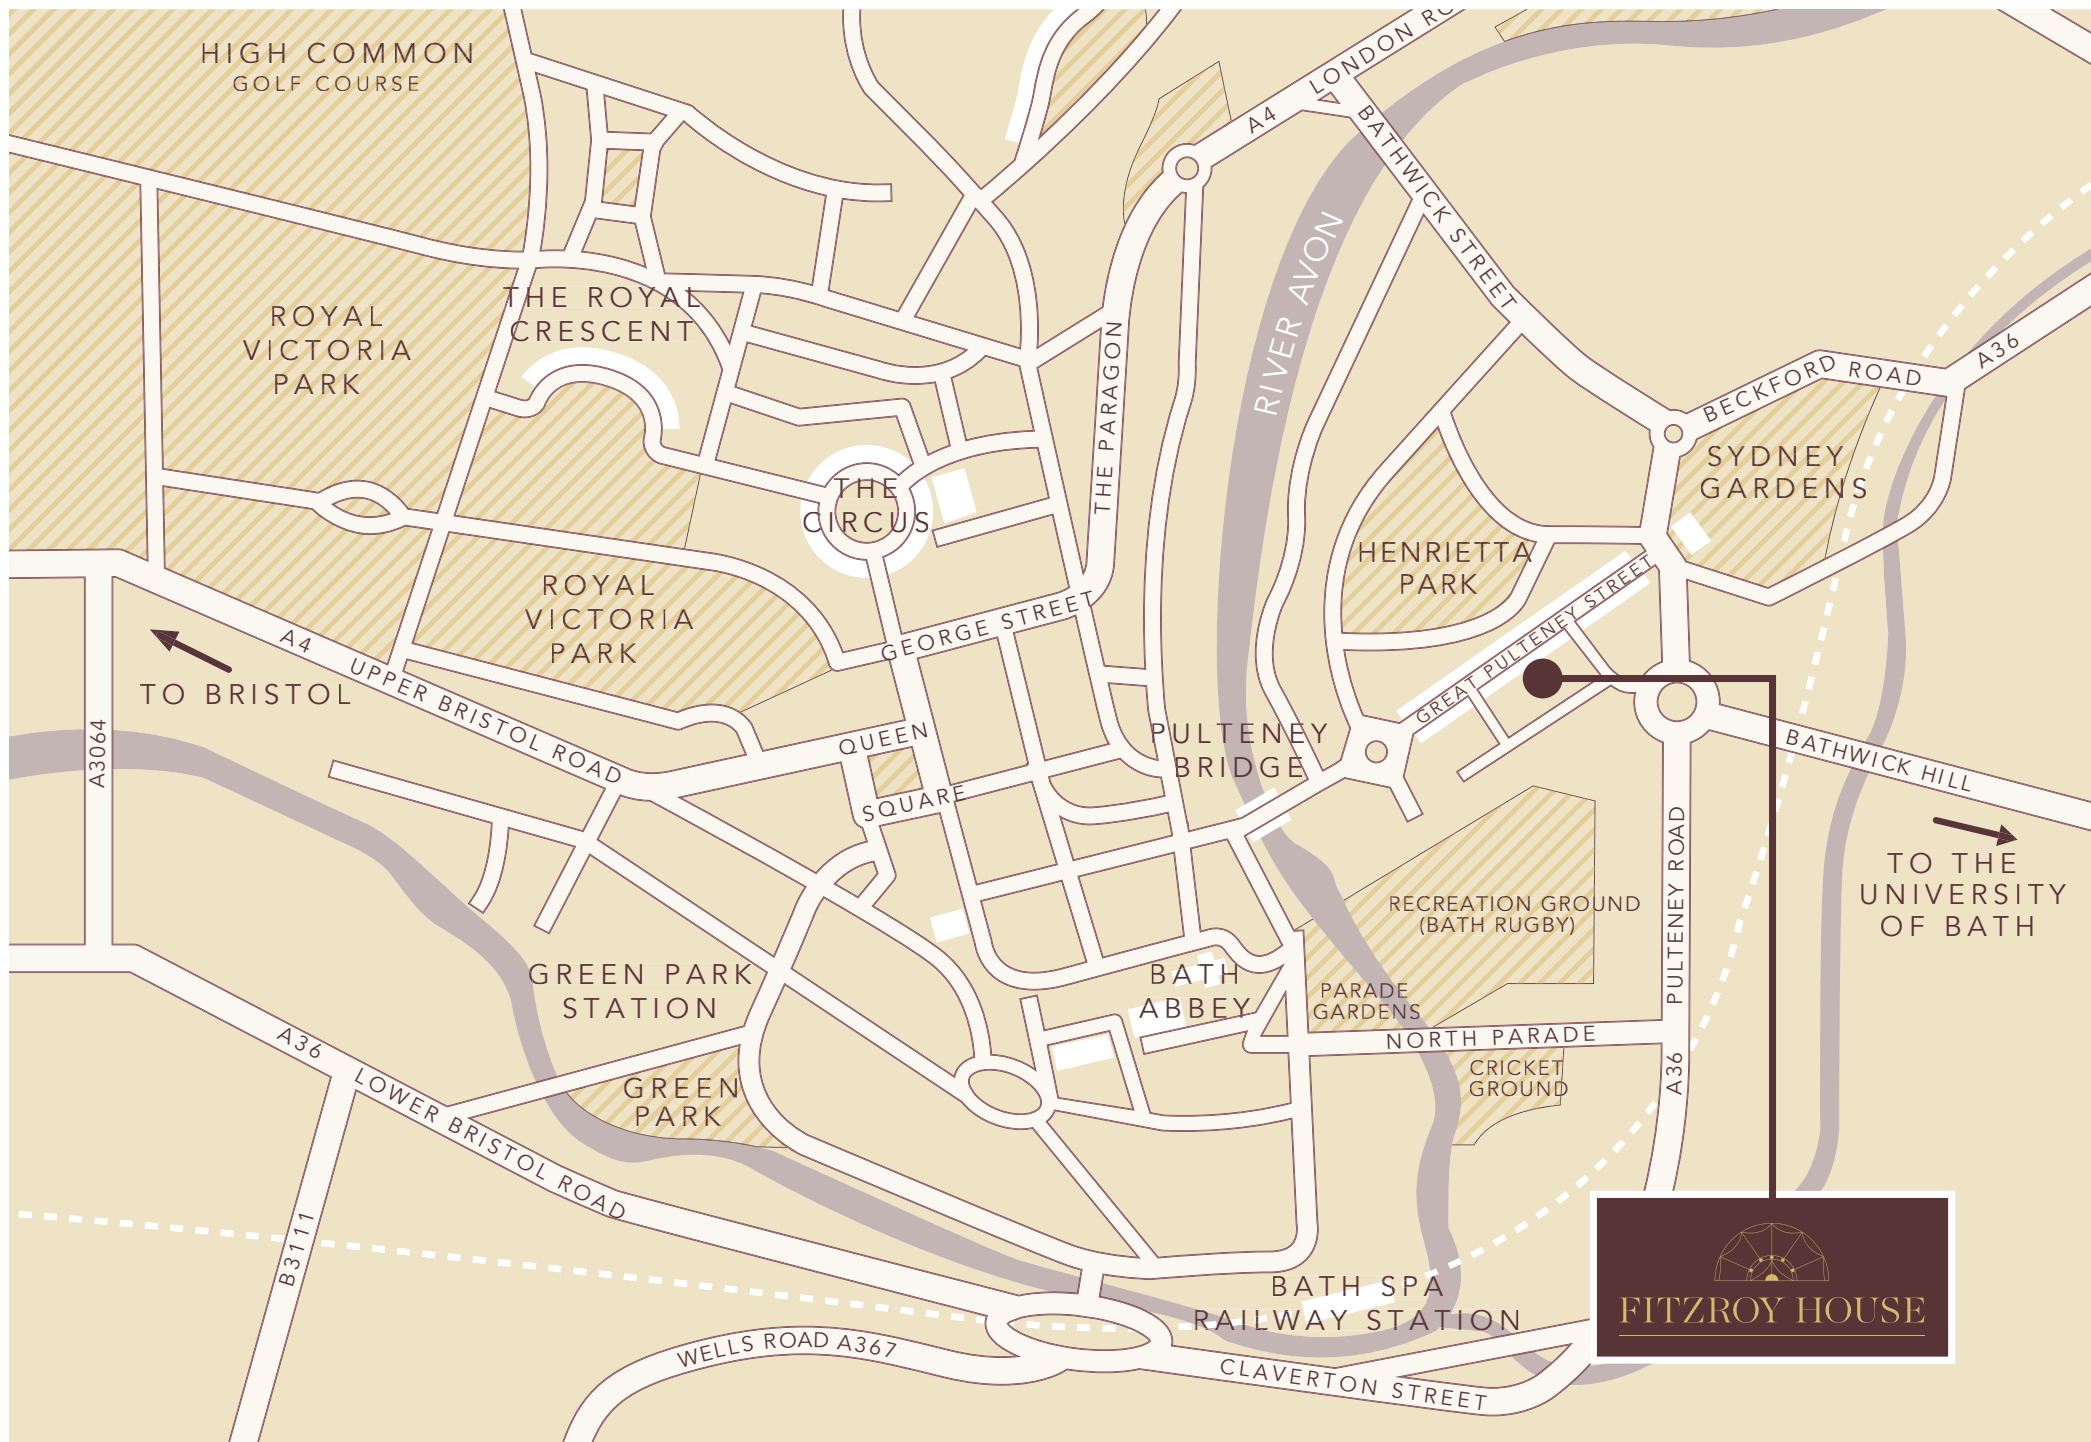 HIGH COMMON
GOLF COURSE
LONDON RO
A4
BATHWICK STREET
RIVER AVON
THE ROYAL
CRESCENT
ROYAL
VICTORIA
PARK
THE PARAGON
A36
BECKFORD ROAD
SYDNEY
GARDENS
THE
CIRCUS
HENRIETTA
PARK
GREAT PULTENEY STREET
ROYAL
VICTORIA
PARK
GEORGE STREET
A4
UPPER BRISTOL ROAD
TO BRISTOL
A3064
QUEEN
SQUARE
PULTENEY
BRIDGE
BATHWICK HILL
TO THE
UNIVERSITY
OF BATH
PULTENEY ROAD
A36
RECREATION GROUND
(BATH RUGBY)
GREEN PARK
STATION
BATH
ABBEY
PARADE
GARDENS
NORTH PARADE
CRICKET
GROUND
A36
LOWER BRISTOL ROAD
GREEN
PARK
B3111
BATH SPA
RAILWAY STATION
WELLS ROAD A367
CLAVERTON STREET
FITZROY HOUSE